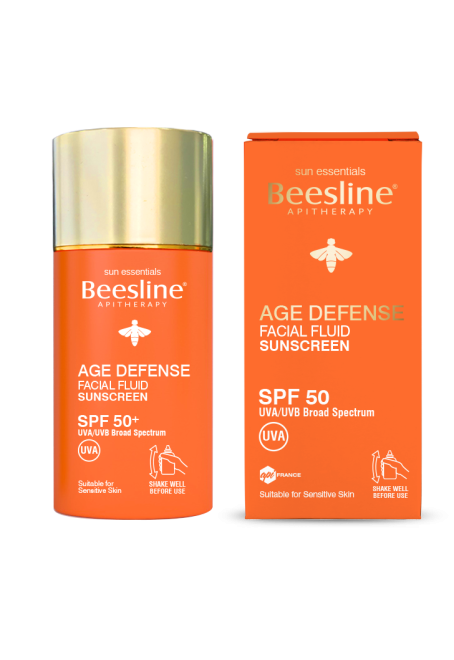 sun essentials
Beesline®
APITHERAPY
AGE DEFENSE
FACIAL FLUID
SUNSCREEN
SPF 50+
UVA/UVB Broad Spectrum
UVA
Suitable for
Sensitive Skin
SHAKE WELL
BEFORE USE
sun essentials
Beesline®
APITHERAPY
AGE DEFENSE
FACIAL FLUID
SUNSCREEN
SPF 50
UVA/UVB Broad Spectrum
UVA
FRANCE
Suitable for Sensitive Skin
SHAKE WELL
BEFORE USE